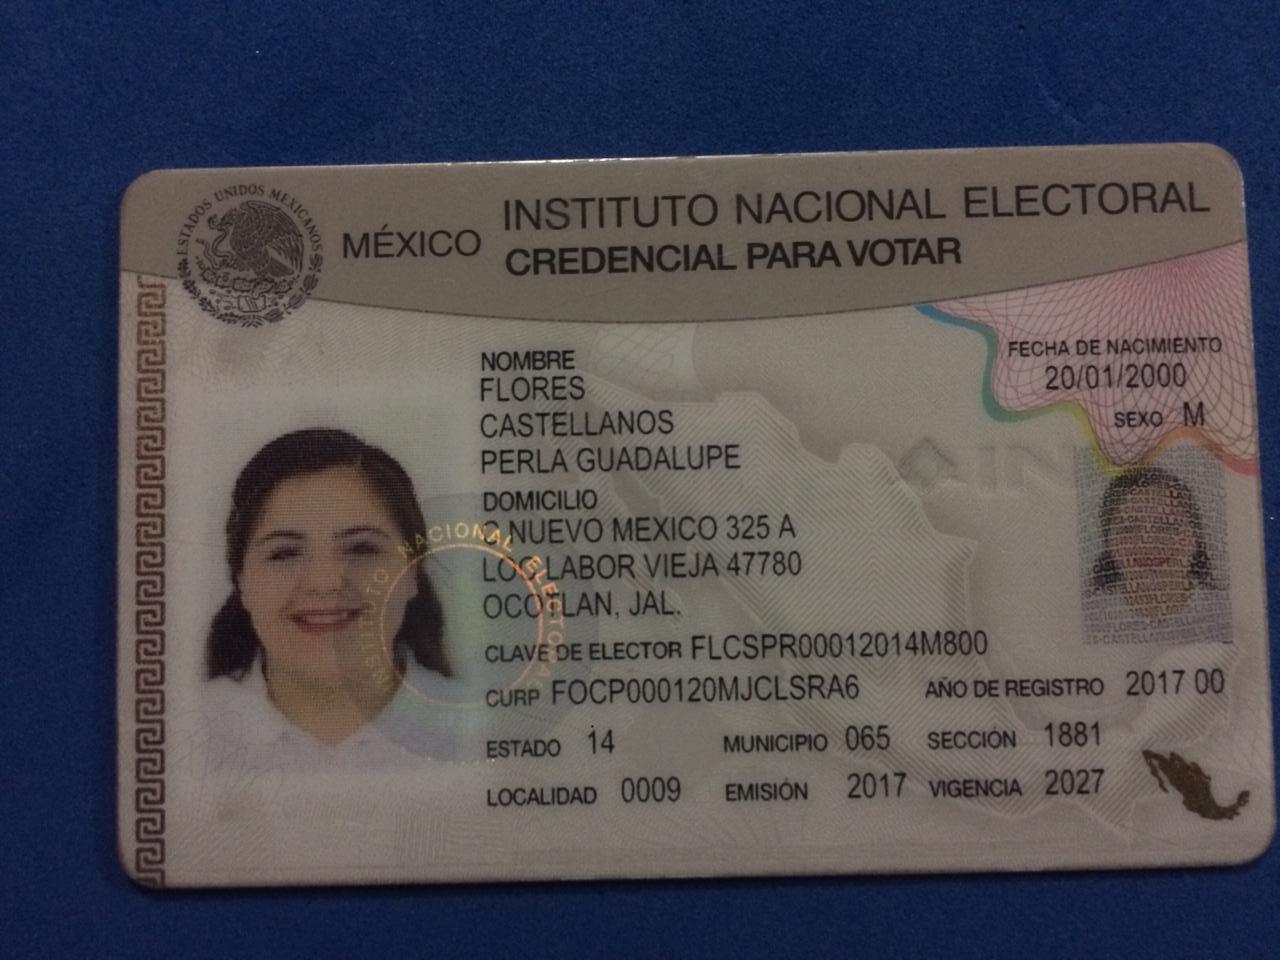 ESTADOS UNIDOS MEXICANOS
MÉXICO
INSTITUTO NACIONAL ELECTORAL
CREDENCIAL PARA VOTAR
NOMBRE
FLORES
CASTELLANOS
PERLA GUADALUPE
FECHA DE NACIMIENTO
20/01/2000
SEXO M
DOMICILIO
C NUEVO MEXICO 325 A
LOC LABOR VIEJA 47780
OCOTLAN, JAL.
CLAVE DE ELECTOR FLCSPR00012014M800
CURP FOCP000120MJCLSRA6 AÑO DE REGISTRO 2017 00
ESTADO 14 MUNICIPIO 065 SECCIÓN 1881
LOCALIDAD 0009 EMISIÓN 2017 VIGENCIA 2027
INSTITUTO NACIONAL ELECTORAL